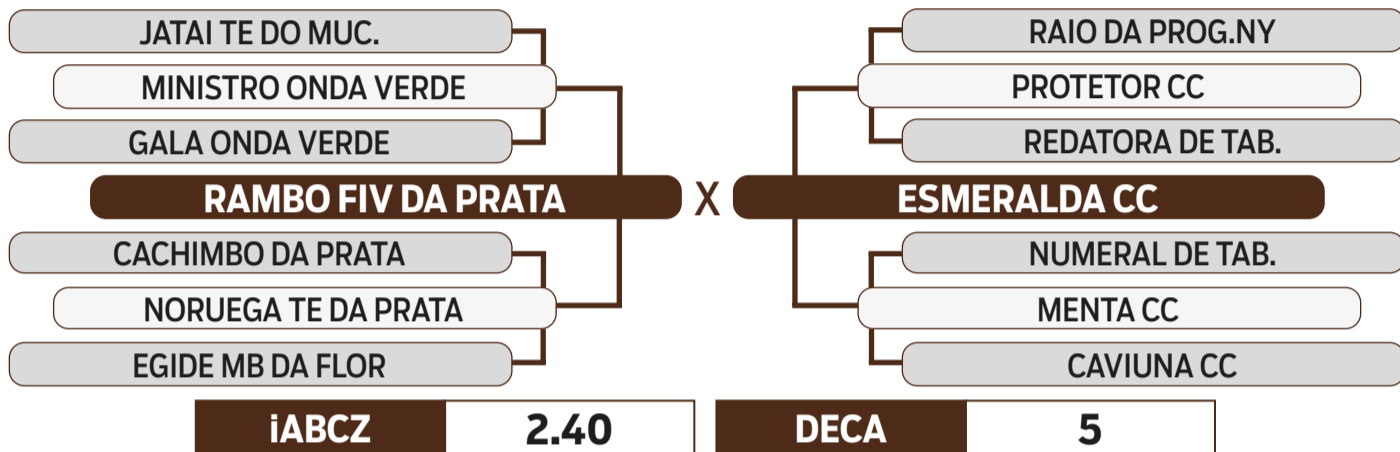 JATAI TE DO MUC.
MINISTRO ONDA VERDE
GALA ONDA VERDE
RAMBO FIV DA PRATA
CACHIMBO DA PRATA
NORUEGA TE DA PRATA
EGIDE MB DA FLOR
X
RAIO DA PROG.NY
PROTETOR CC
REDATORA DE TAB.
ESMERALDA CC
NUMERAL DE TAB.
MENTA CC
CAVIUNA CC
iABCZ 2.40 DECA 5